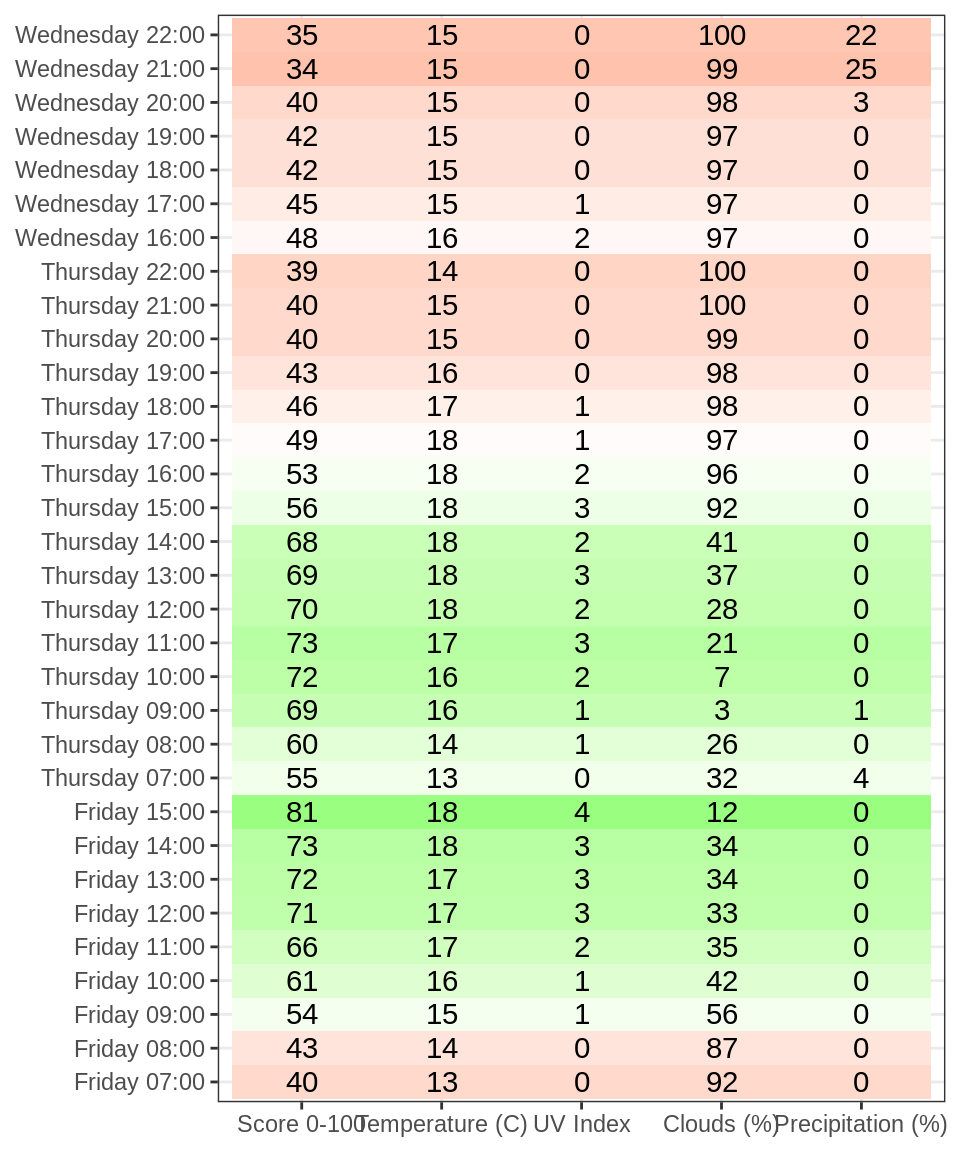 Wednesday 22:00 35 15 0 100 22
Wednesday 21:00 34 15 0 99 25
Wednesday 20:00 40 15 0 98 3
Wednesday 19:00 42 15 0 97 0
Wednesday 18:00 42 15 0 97 0
Wednesday 17:00 45 15 1 97 0
Wednesday 16:00 48 16 2 97 0
Thursday 22:00 39 14 0 100 0
Thursday 21:00 40 15 0 100 0
Thursday 20:00 40 15 0 99 0
Thursday 19:00 43 16 0 98 0
Thursday 18:00 46 17 1 98 0
Thursday 17:00 49 18 1 97 0
Thursday 16:00 53 18 2 96 0
Thursday 15:00 56 18 3 92 0
Thursday 14:00 68 18 2 41 0
Thursday 13:00 69 18 3 37 0
Thursday 12:00 70 18 2 28 0
Thursday 11:00 73 17 3 21 0
Thursday 10:00 72 16 2 7 0
Thursday 09:00 69 16 1 3 1
Thursday 08:00 60 14 1 26 0
Thursday 07:00 55 13 0 32 4
Friday 15:00 81 18 4 12 0
Friday 14:00 73 18 3 34 0
Friday 13:00 72 17 3 34 0
Friday 12:00 71 17 3 33 0
Friday 11:00 66 17 2 35 0
Friday 10:00 61 16 1 42 0
Friday 09:00 54 15 1 56 0
Friday 08:00 43 14 0 87 0
Friday 07:00 40 13 0 92 0
Score 0-100 Temperature (C) UV Index Clouds (%) Precipitation (%)